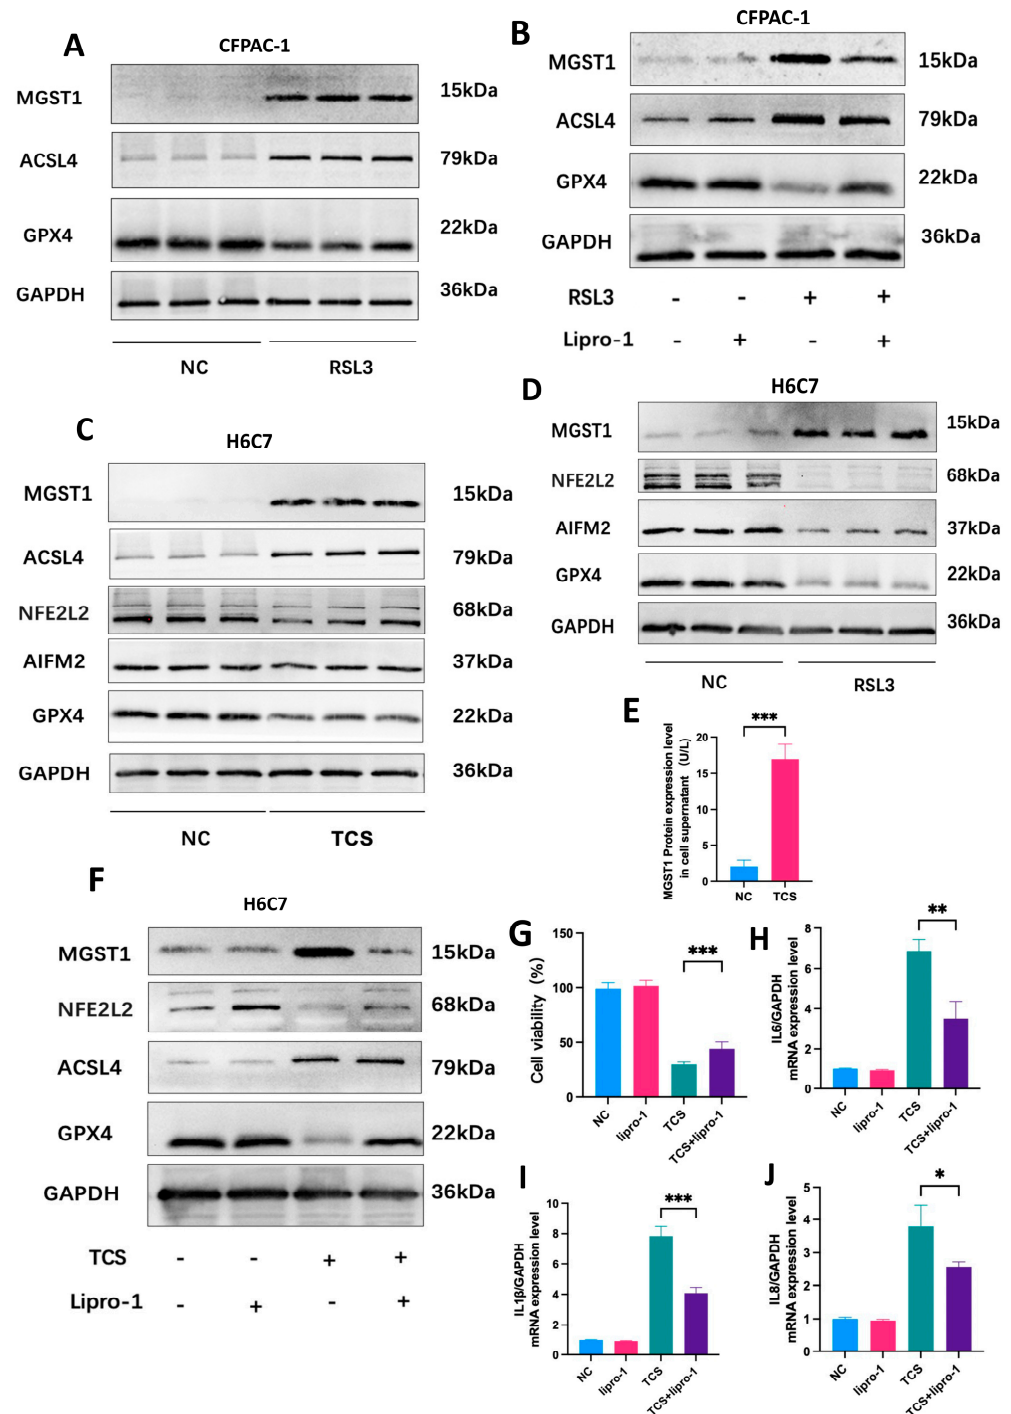 A
CFPAC-1
MGST1 15kDa
ACSL4 79kDa
GPX4 22kDa
GAPDH 36kDa
NC RSL3
B
CFPAC-1
MGST1 15kDa
ACSL4 79kDa
GPX4 22kDa
GAPDH 36kDa
RSL3 - - + +
Lipro-1 - + - +
C
H6C7
MGST1 15kDa
ACSL4 79kDa
NFE2L2 68kDa
AIFM2 37kDa
GPX4 22kDa
GAPDH 36kDa
NC TCS
D
H6C7
MGST1 15kDa
NFE2L2 68kDa
AIFM2 37kDa
GPX4 22kDa
GAPDH 36kDa
NC RSL3
E
MGST1 Protein expression level
in cell supernatant (U/L)
20
15
10
5
0
***
NC TCS
F
H6C7
MGST1 15kDa
NFE2L2 68kDa
ACSL4 79kDa
GPX4 22kDa
GAPDH 36kDa
TCS - - + +
Lipro-1 - + - +
G
Cell viability (%)
150
100
50
0
***
NC lipro-1 TCS TCS+lipro-1
H
IL6/GAPDH
mRNA expression level
8
6
4
2
0
**
NC lipro-1 TCS TCS+lipro-1
I
IL1β/GAPDH
mRNA expression level
10
8
6
4
2
0
***
NC lipro-1 TCS TCS+lipro-1
J
IL8/GAPDH
mRNA expression level
5
4
3
2
1
0
*
NC lipro-1 TCS TCS+lipro-1